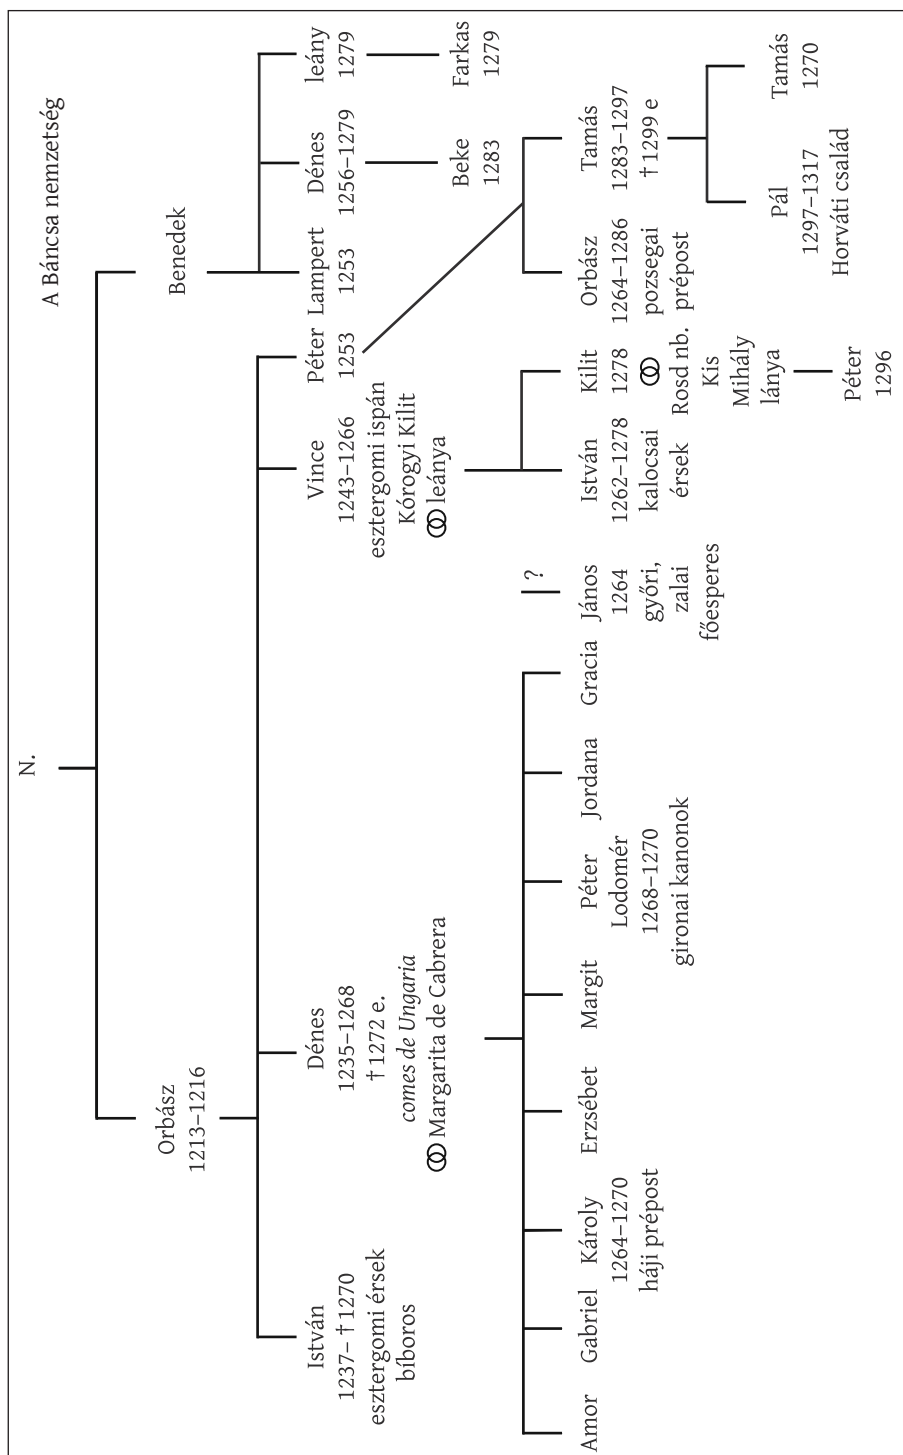 A Báncsa nemzetség
N.
Orbász
1213–1216
Benedek
István
1237– †1270
esztergomi érsek
bíboros
Dénes
1235–1268
†1272 e.
comes de Ungaria
Margarita de Cabrera
Vince
1243–1266
esztergomi ispán
Kórogyi Kilit
leánya
Péter
1253
Lampert
1253
Dénes
1256–1279
leány
1279
Beke
1283
Farkas
1279
Amor
Gabriel
Károly
1264–1270
háji prépost
Erzsébet
Margit
Péter
Lodomér
1268–1270
gironai kanonok
Jordana
Gracia
?
János
1264
győri,
zalai
főesperes
István
1262–1278
kalocsai
érsek
Kilit
1278
Rosd nb.
Kis
Mihály
lánya
Péter
1296
Orbász
1264–1286
pozsegai
prépost
Tamás
1283–1297
†1299 e
Pál
1297–1317
Horváti család
Tamás
1270